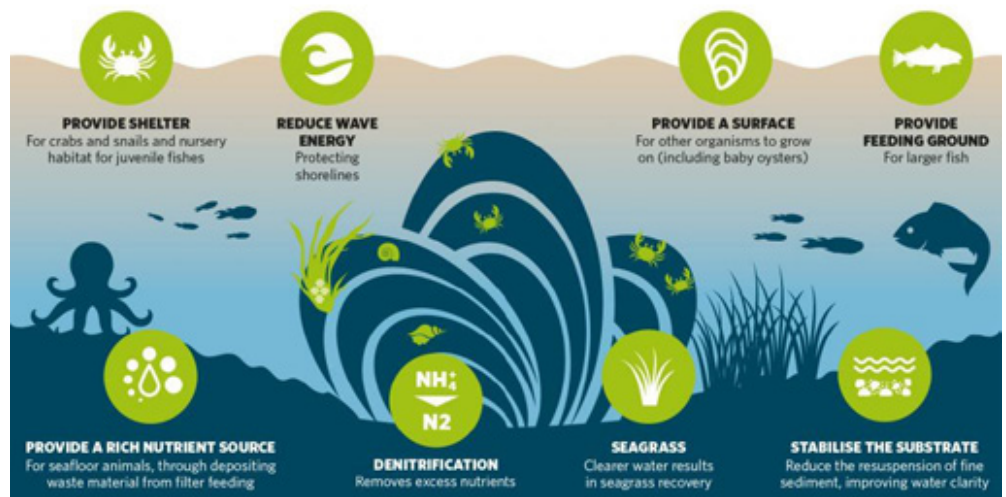 PROVIDE SHELTER
For crabs and snails and nursery
habitat for juvenile fishes
REDUCE WAVE
ENERGY
Protecting
shorelines
PROVIDE A SURFACE
For other organisms to grow
on (including baby oysters)
PROVIDE
FEEDING GROUND
For larger fish
PROVIDE A RICH NUTRIENT SOURCE
For seafloor animals, through depositing
waste material from filter feeding
NH₄⁺
N2
DENITRIFICATION
Removes excess nutrients
SEAGRASS
Clearer water results
in seagrass recovery
STABILISE THE SUBSTRATE
Reduce the resuspension of fine
sediment, improving water clarity